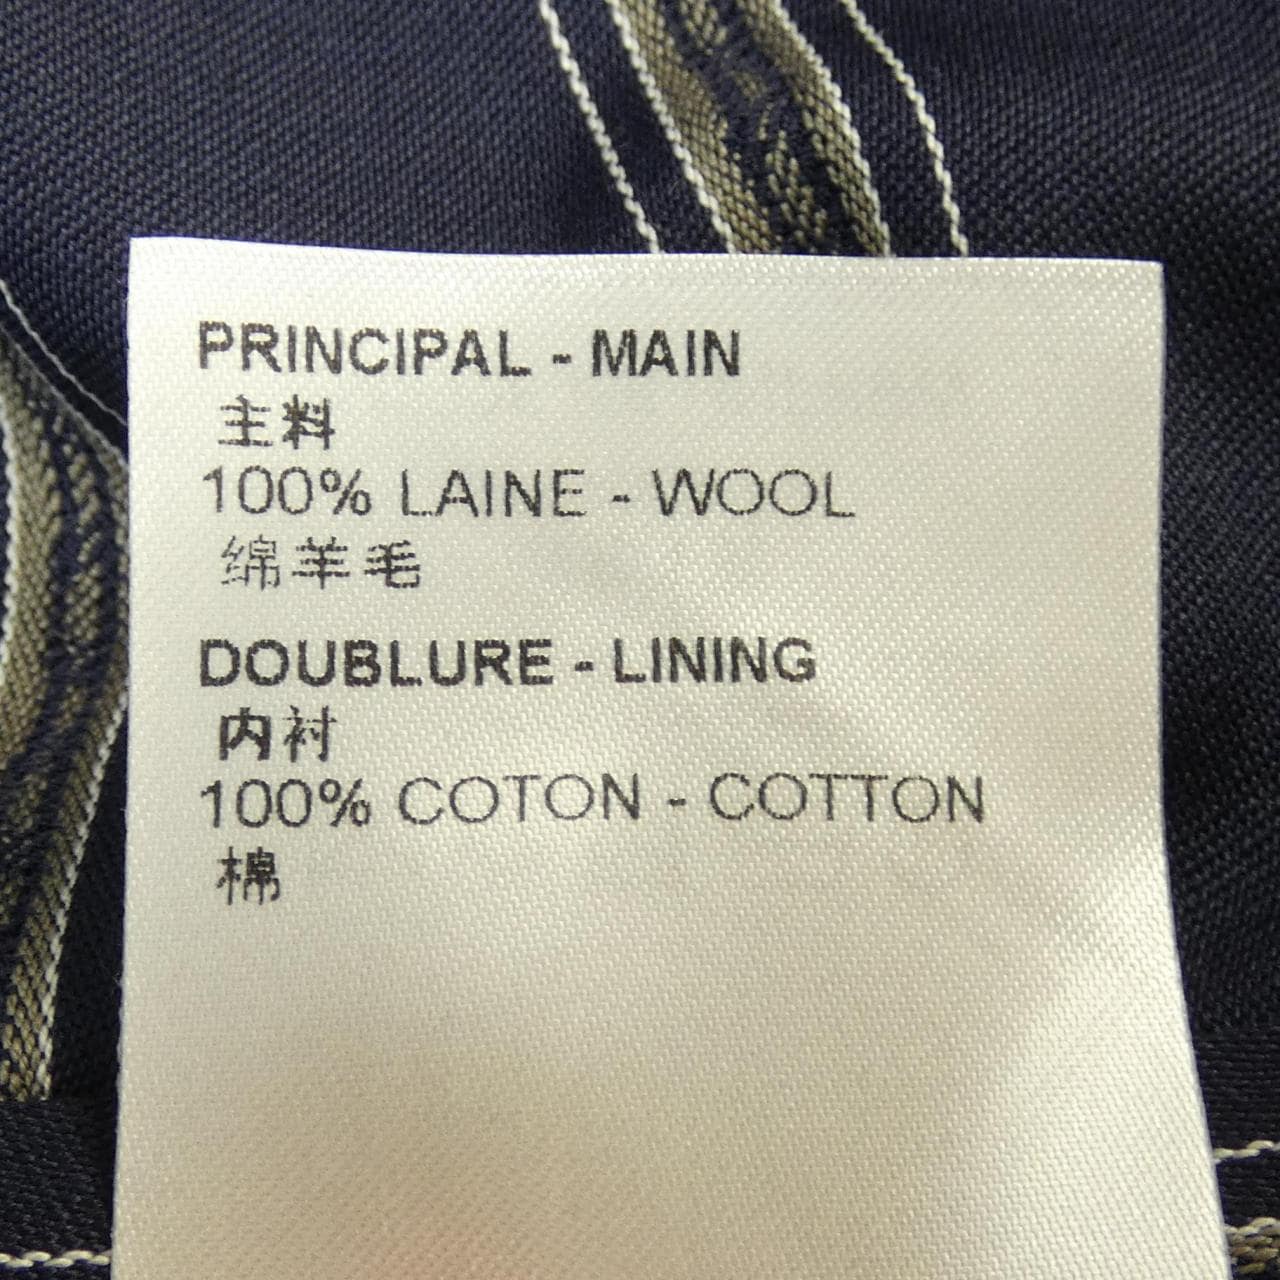 PRINCIPAL - MAIN
主料
100% LAINE - WOOL
绵羊毛
DOUBLURE - LINING
内衬
100% COTON - COTTON
棉